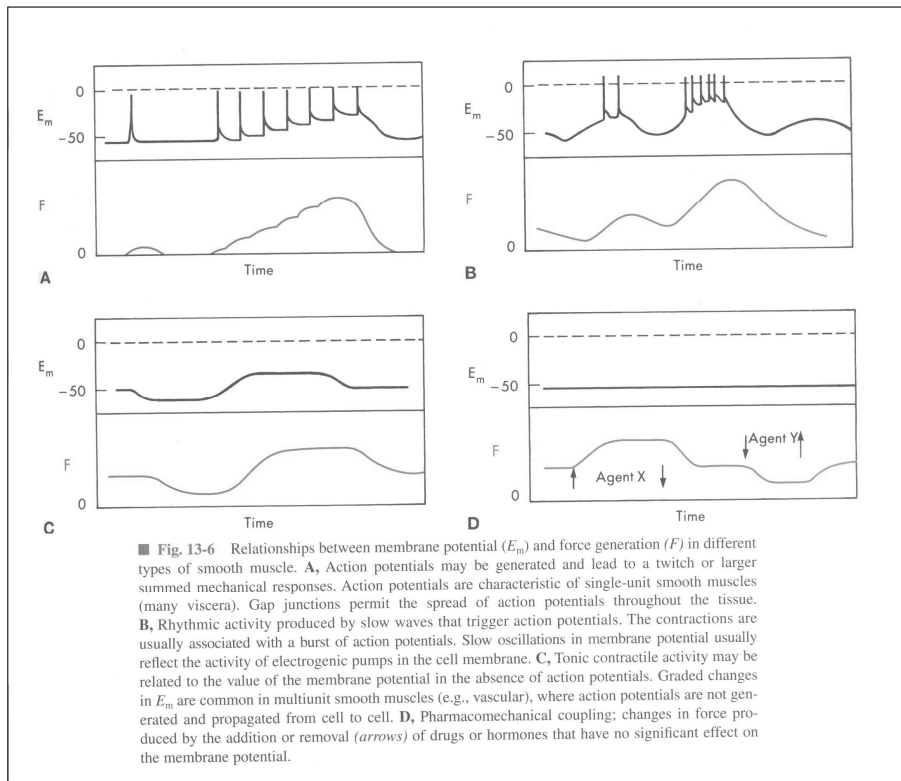 0
Em
−50
F
0
Time
A
0
Em
−50
F
0
Time
B
0
Em
−50
F
0
Time
C
0
Em
−50
F
Agent X
Agent Y
0
Time
D
■ Fig. 13-6 Relationships between membrane potential (Em) and force generation (F) in different
types of smooth muscle. A, Action potentials may be generated and lead to a twitch or larger
summed mechanical responses. Action potentials are characteristic of single-unit smooth muscles
(many viscera). Gap junctions permit the spread of action potentials throughout the tissue.
B, Rhythmic activity produced by slow waves that trigger action potentials. The contractions are
usually associated with a burst of action potentials. Slow oscillations in membrane potential usually
reflect the activity of electrogenic pumps in the cell membrane. C, Tonic contractile activity may be
related to the value of the membrane potential in the absence of action potentials. Graded changes
in Em are common in multiunit smooth muscles (e.g., vascular), where action potentials are not gen-
erated and propagated from cell to cell. D, Pharmacomechanical coupling; changes in force pro-
duced by the addition or removal (arrows) of drugs or hormones that have no significant effect on
the membrane potential.